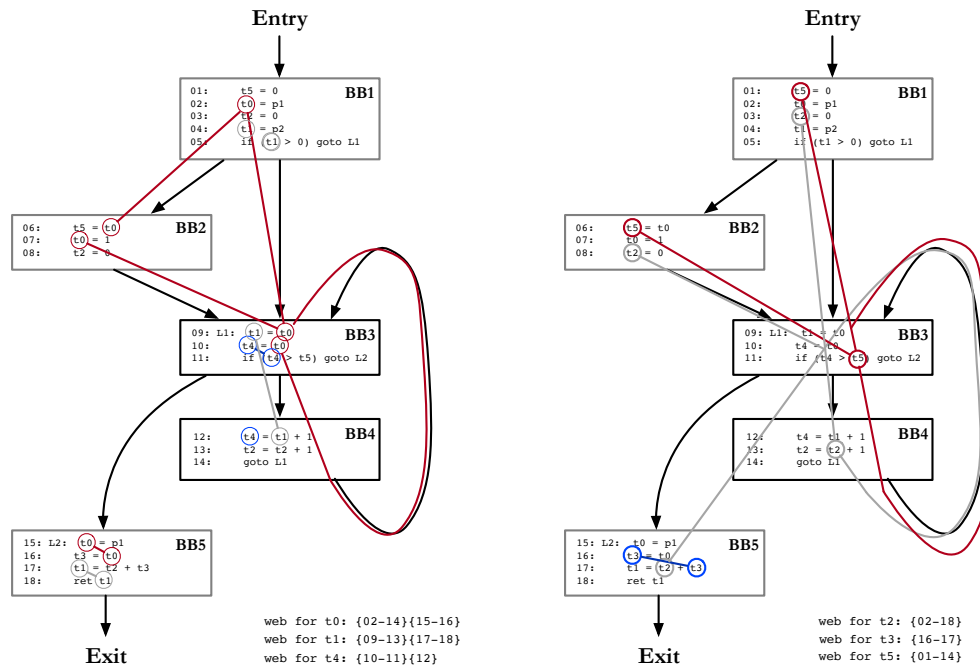 Entry
01: t5 = 0
BB1
02: t0 = p1
03: t2 = 0
04: t1 = p2
05: if (t1 > 0) goto L1
06: t5 = t0
BB2
07: t0 = 1
08: t2 = 0
09: L1: t1 = t0
BB3
10: t4 = t0
11: if (t4 > t5) goto L2
12: t4 = t1 + 1
BB4
13: t2 = t2 + 1
14: goto L1
15: L2: t0 = p1
BB5
16: t3 = t0
17: t1 = t2 + t3
18: ret t1
Exit
web for t0: {02-14}{15-16}
web for t1: {09-13}{17-18}
web for t4: {10-11}{12}
Entry
01: t5 = 0
BB1
02: t0 = p1
03: t2 = 0
04: t1 = p2
05: if (t1 > 0) goto L1
06: t5 = t0
BB2
07: t0 = 1
08: t2 = 0
09: L1: t1 = t0
BB3
10: t4 = t0
11: if (t4 > t5) goto L2
12: t4 = t1 + 1
BB4
13: t2 = t2 + 1
14: goto L1
15: L2: t0 = p1
BB5
16: t3 = t0
17: t1 = t2 + t3
18: ret t1
Exit
web for t2: {02-18}
web for t3: {16-17}
web for t5: {01-14}